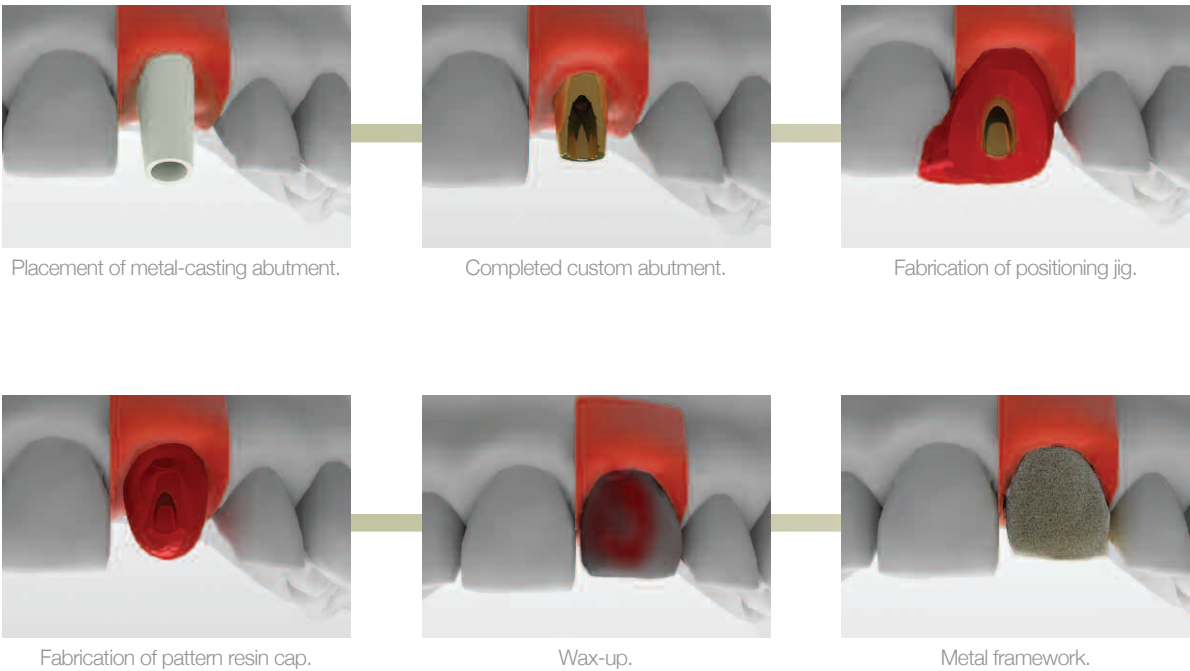 Placement of metal-casting abutment.
Completed custom abutment.
Fabrication of positioning jig.
Fabrication of pattern resin cap.
Wax-up.
Metal framework.